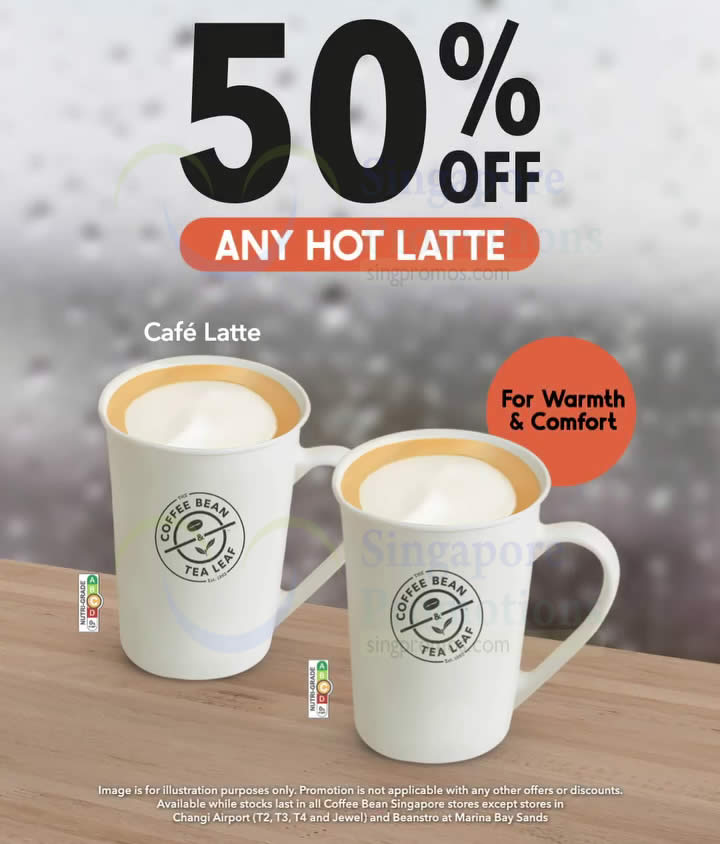 50%
OFF
ANY HOT LATTE
Singapore
Promotions
singpromos.com
Café Latte
For Warmth
& Comfort
THE
COFFEE BEAN
&
TEA LEAF
Est. 1963
NUTRI-GRADE
A
B
C
D
THE
COFFEE BEAN
&
TEA LEAF
Est. 1963
Singapore
Promotions
singpromos.com
NUTRI-GRADE
A
B
C
D
Image is for illustration purposes only. Promotion is not applicable with any other offers or discounts.
Available while stocks last in all Coffee Bean Singapore stores except stores in
Changi Airport (T2, T3, T4 and Jewel) and Beanstro at Marina Bay Sands